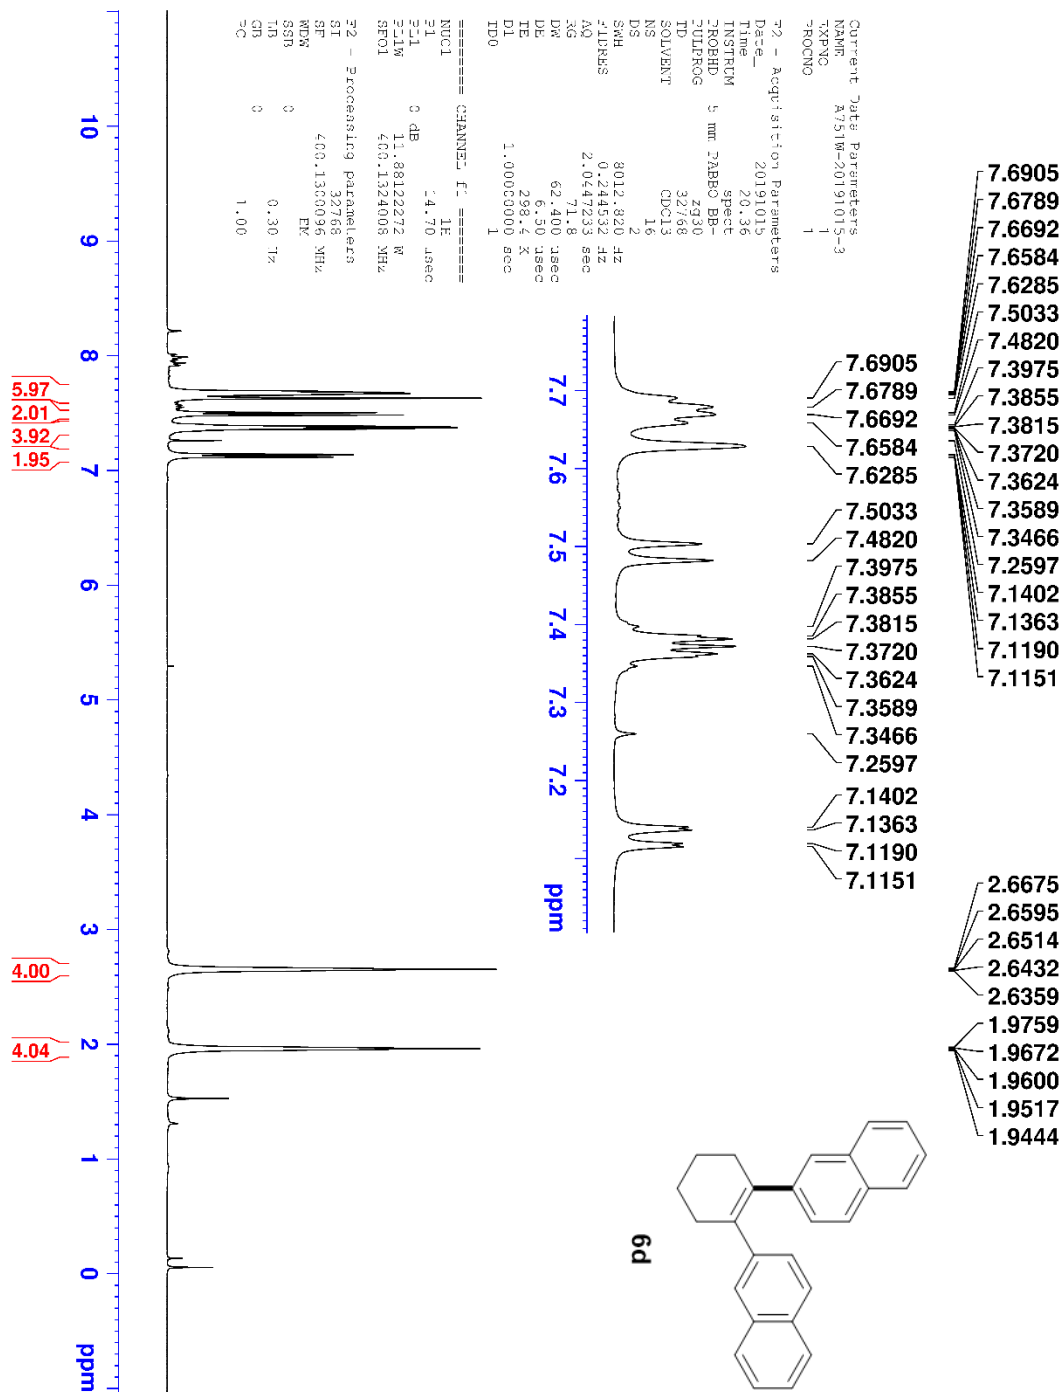 Current Data Parameters
NAME A751W-20191015-3
EXPNO 1
PROCNO 1
F2 - Acquisition Parameters
Date_ 20191015
Time 20.36
INSTRUM spect
PROBHD 5 mm PABBO BB-
PULPROG zg30
TD 32768
SOLVENT CDCl3
NS 16
DS 2
SWH 8012.820 Hz
FIDRES 0.244532 Hz
AQ 2.0447233 sec
RG 71.8
DW 62.400 usec
DE 6.50 usec
TE 298.4 K
D1 1.00000000 sec
TD0 1
======== CHANNEL f1 ========
NUC1 1H
P1 14.70 usec
PL1 0 dB
PL1W 11.88122272 W
SFO1 400.1324008 MHz
F2 - Processing parameters
SI 32768
SF 400.1300096 MHz
WDW EM
SSB 0
LB 0.30 Hz
GB 0
PC 1.00
7.6905
7.6789
7.6692
7.6584
7.6285
7.5033
7.4820
7.3975
7.3855
7.3815
7.3720
7.3624
7.3589
7.3466
7.2597
7.1402
7.1363
7.1190
7.1151
2.6675
2.6595
2.6514
2.6432
2.6359
1.9759
1.9672
1.9600
1.9517
1.9444
7.6905
7.6789
7.6692
7.6584
7.6285
7.5033
7.4820
7.3975
7.3855
7.3815
7.3720
7.3624
7.3589
7.3466
7.2597
7.1402
7.1363
7.1190
7.1151
7.7 7.6 7.5 7.4 7.3 7.2 ppm
6d
10 9 8 7 6 5 4 3 2 1 0 ppm
5.97
2.01
3.92
1.95
4.00
4.04